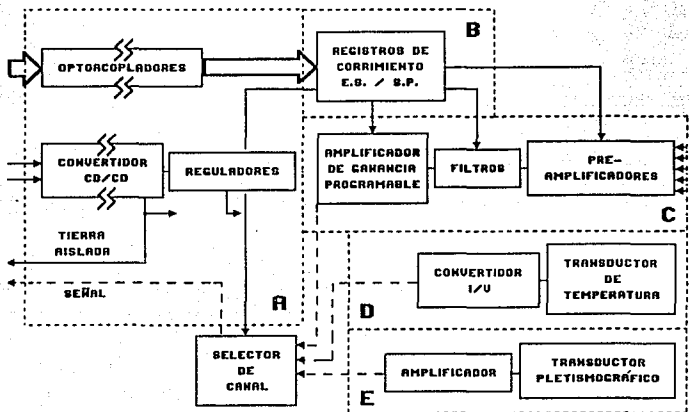 B
REGISTROS DE
CORRIMIENTO
E.S. / S.P.
OPTOACOPLADORES
CONVERTIDOR
CD/CD
REGULADORES
AMPLIFICADOR
DE GANANCIA
PROGRAMABLE
FILTROS
PRE-
AMPLIFICADORES
C
TIERRA
AISLADA
SEÑAL
A
CONVERTIDOR
I/V
TRANSDUCTOR
DE
TEMPERATURA
D
SELECTOR
DE
CANAL
AMPLIFICADOR
TRANSDUCTOR
PLETISMOGRÁFICO
E